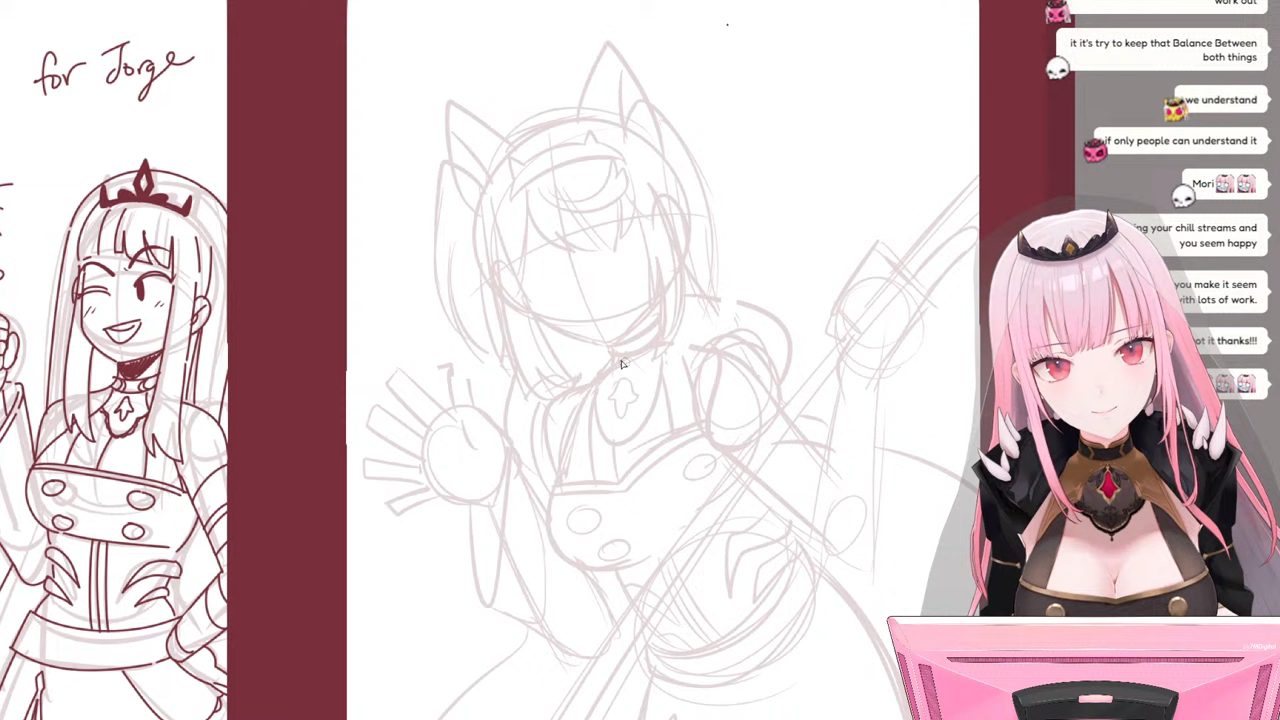 for Jorge
work out
it it's try to keep that Balance Between
both things
we understand
if only people can understand it
Mori
ing your chill streams and
you seem happy
you make it seem
with lots of work.
ot it thanks!!!